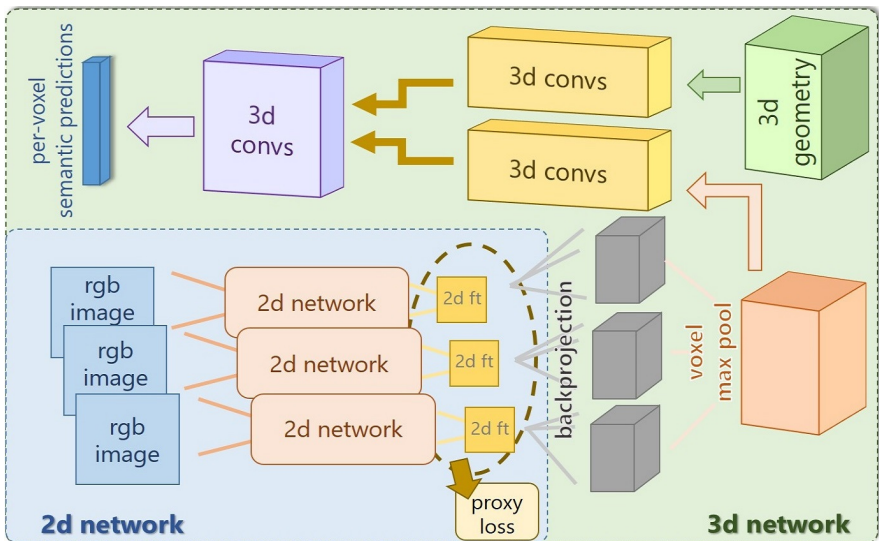 per-voxel
semantic predictions
3d
convs
3d convs
3d convs
3d
geometry
rgb
image
rgb
image
rgb
image
2d network
2d network
2d network
2d ft
2d ft
2d ft
backprojection
voxel
max pool
proxy
loss
2d network
3d network